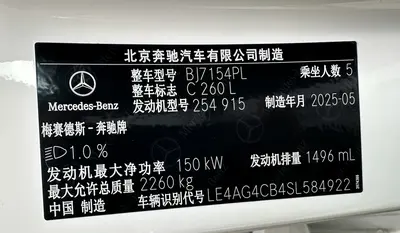 北京奔驰汽车有限公司制造
整车型号 BJ7154PL 乘坐人数 5
整车标志 C 260 L
Mercedes-Benz 发动机型号 254 915 制造年月 2025-05
梅赛德斯-奔驰牌
1.0 %
发动机最大净功率 150 kW 发动机排量 1496 mL
最大允许总质量 2260 kg
中国 制造 车辆识别代号 LE4AG4CB4SL584922